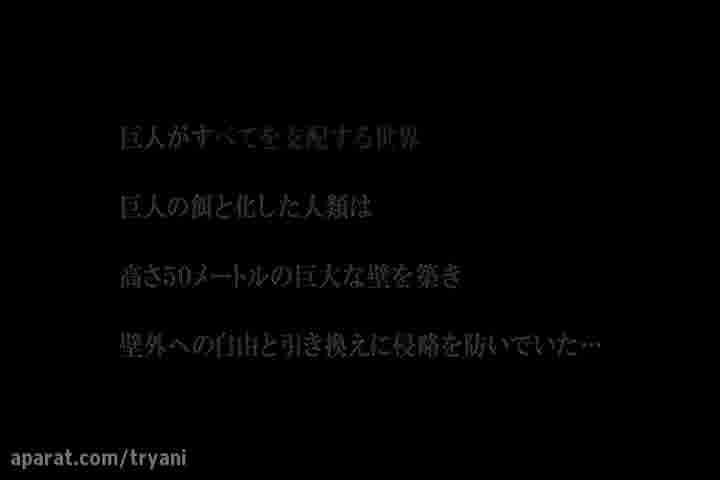 巨人がすべてを支配する世界
巨人の餌と化した人類は
高さ50メートルの巨大な壁を築き
壁外への自由と引き換えに侵略を防いでいた…
aparat.com/tryani